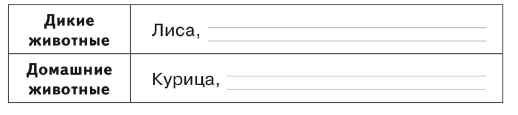 Дикие
животные
Лиса,
Домашние
животные
Курица,